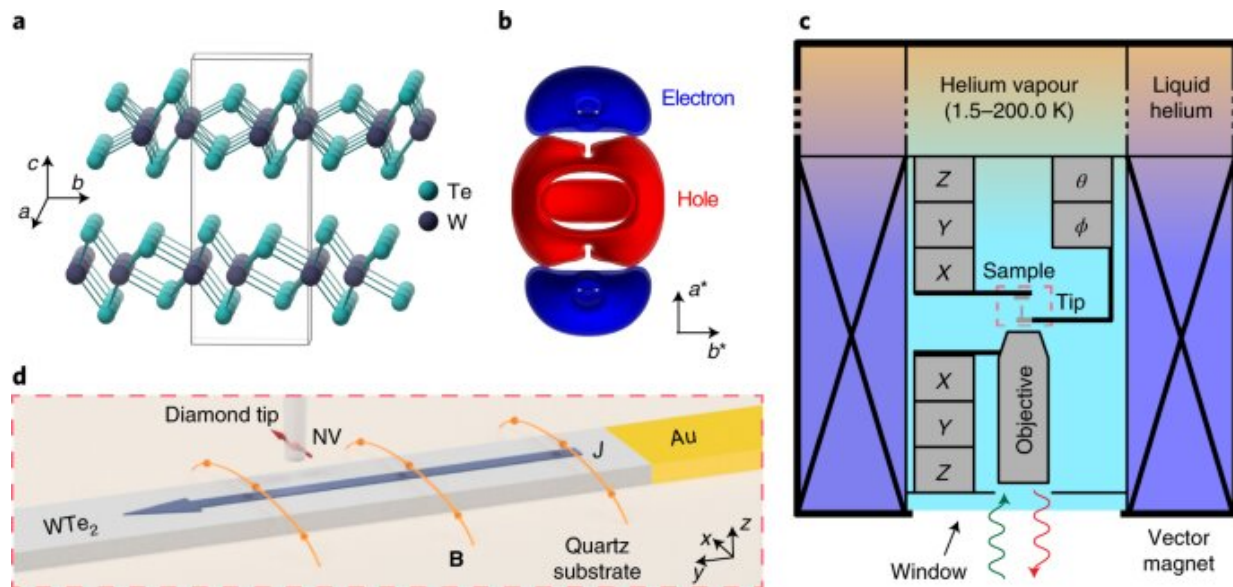 a
c
b
a
Te
W
b
Electron
Hole
a*
b*
c
Helium vapour
(1.5–200.0 K)
Liquid
helium
Z
Y
X
θ
ϕ
Sample
Tip
X
Y
Z
Objective
Window
Vector
magnet
d
Diamond tip
NV
J
Au
WTe₂
B
Quartz
substrate
x
y
z